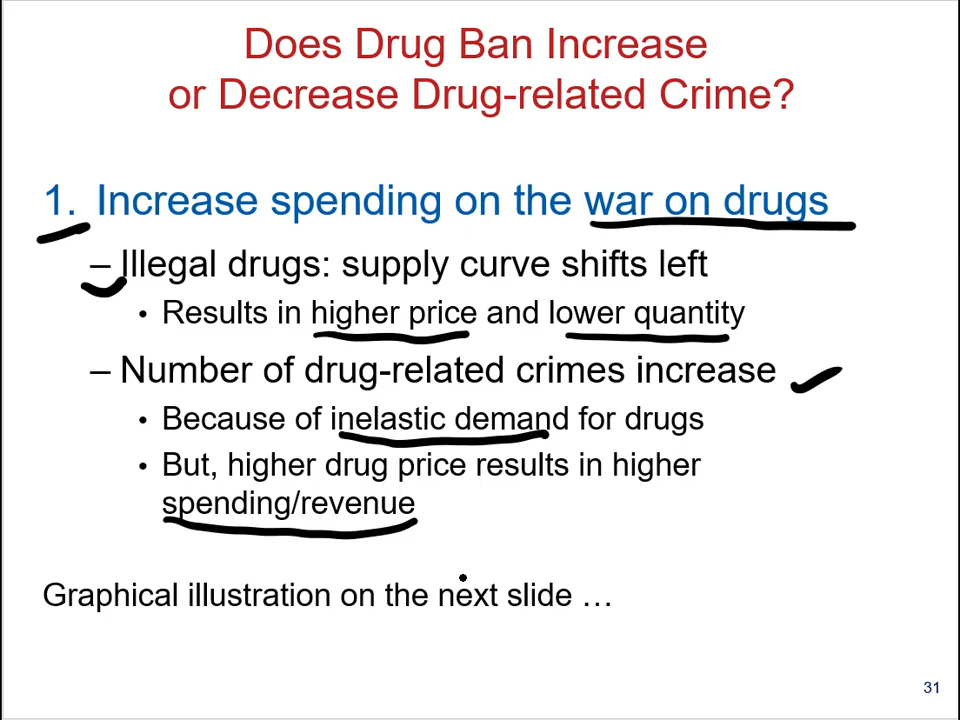 Does Drug Ban Increase
or Decrease Drug-related Crime?
1. Increase spending on the war on drugs
– Illegal drugs: supply curve shifts left
• Results in higher price and lower quantity
– Number of drug-related crimes increase
• Because of inelastic demand for drugs
• But, higher drug price results in higher
spending/revenue
Graphical illustration on the next slide …
31